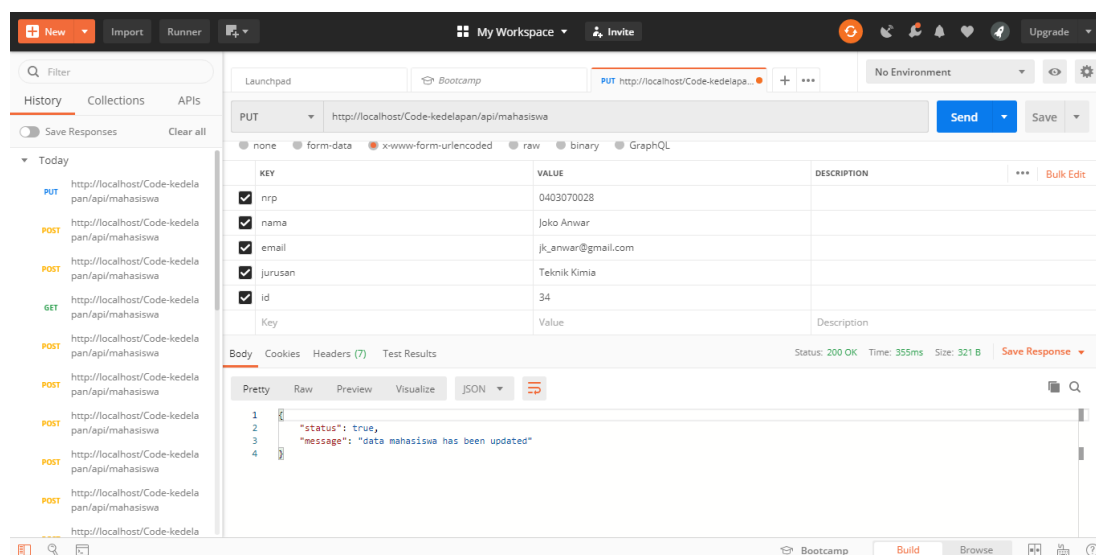 New Import Runner My Workspace Invite Upgrade
Filter
History Collections APIs
Save Responses Clear all
Today
PUT http://localhost/Code-kedela
pan/api/mahasiswa
POST http://localhost/Code-kedela
pan/api/mahasiswa
POST http://localhost/Code-kedela
pan/api/mahasiswa
GET http://localhost/Code-kedela
pan/api/mahasiswa
POST http://localhost/Code-kedela
pan/api/mahasiswa
POST http://localhost/Code-kedela
pan/api/mahasiswa
POST http://localhost/Code-kedela
pan/api/mahasiswa
POST http://localhost/Code-kedela
pan/api/mahasiswa
POST http://localhost/Code-kedela
pan/api/mahasiswa
http://localhost/Code-kedela
Launchpad Bootcamp PUT http://localhost/Code-kedelapa... + ••• No Environment
PUT http://localhost/Code-kedelapan/api/mahasiswa Send Save
none form-data x-www-form-urlencoded raw binary GraphQL
KEY VALUE DESCRIPTION ••• Bulk Edit
nrp 0403070028
nama Joko Anwar
email jk_anwar@gmail.com
jurusan Teknik Kimia
id 34
Key Value Description
Body Cookies Headers (7) Test Results Status: 200 OK Time: 355ms Size: 321 B Save Response
Pretty Raw Preview Visualize JSON
1 {
2 "status": true,
3 "message": "data mahasiswa has been updated"
4 }
Bootcamp Build Browse